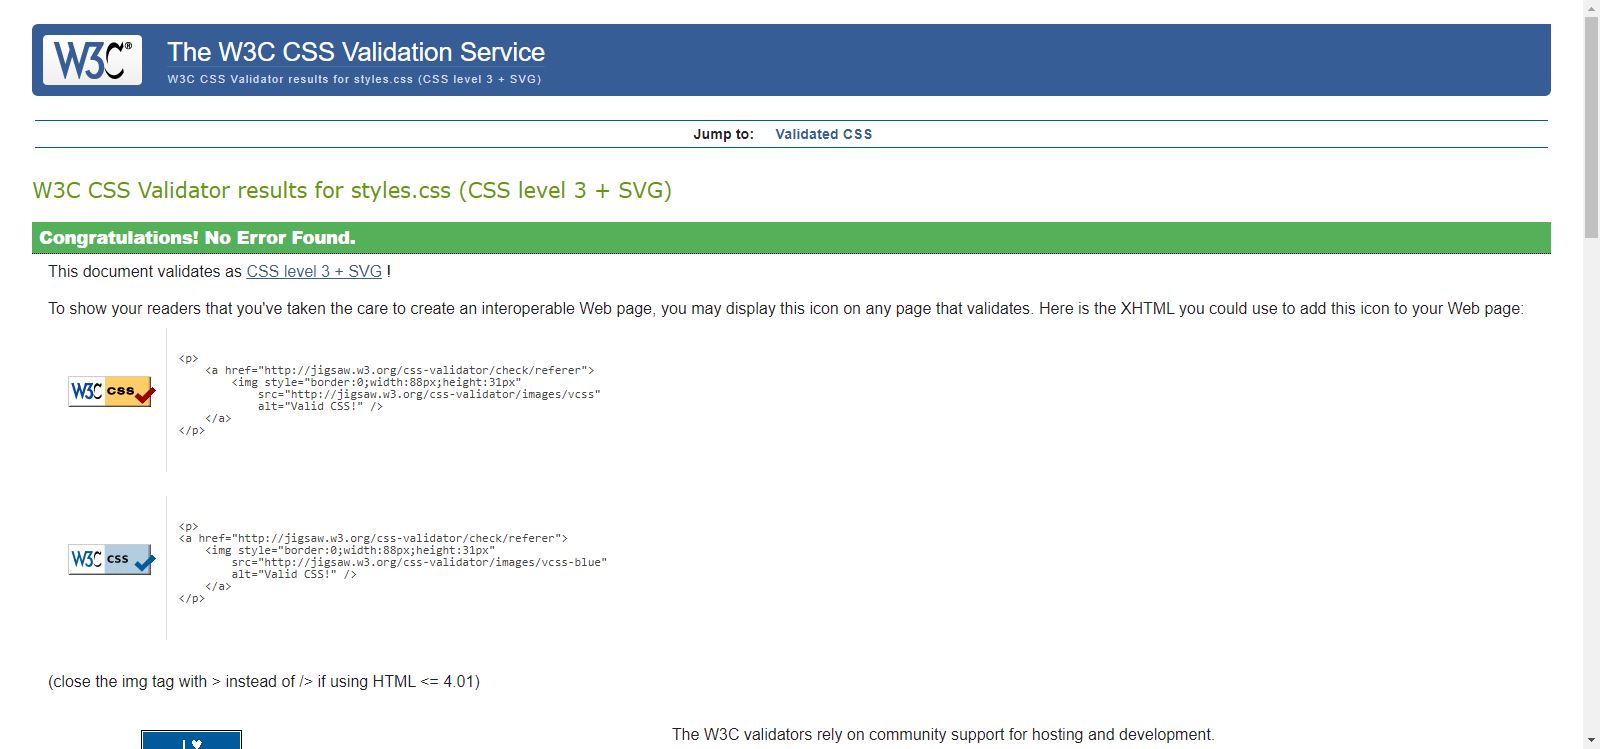 W3C®
The W3C CSS Validation Service
W3C CSS Validator results for styles.css (CSS level 3 + SVG)
Jump to: Validated CSS
W3C CSS Validator results for styles.css (CSS level 3 + SVG)
Congratulations! No Error Found.
This document validates as CSS level 3 + SVG !
To show your readers that you've taken the care to create an interoperable Web page, you may display this icon on any page that validates. Here is the XHTML you could use to add this icon to your Web page:
W3C css
<p>
<a href="http://jigsaw.w3.org/css-validator/check/referer">
<img style="border:0;width:88px;height:31px"
src="http://jigsaw.w3.org/css-validator/images/vcss"
alt="Valid CSS!" />
</a>
</p>
W3C css
<p>
<a href="http://jigsaw.w3.org/css-validator/check/referer">
<img style="border:0;width:88px;height:31px"
src="http://jigsaw.w3.org/css-validator/images/vcss-blue"
alt="Valid CSS!" />
</a>
</p>
(close the img tag with > instead of /> if using HTML <= 4.01)
I ♥
The W3C validators rely on community support for hosting and development.